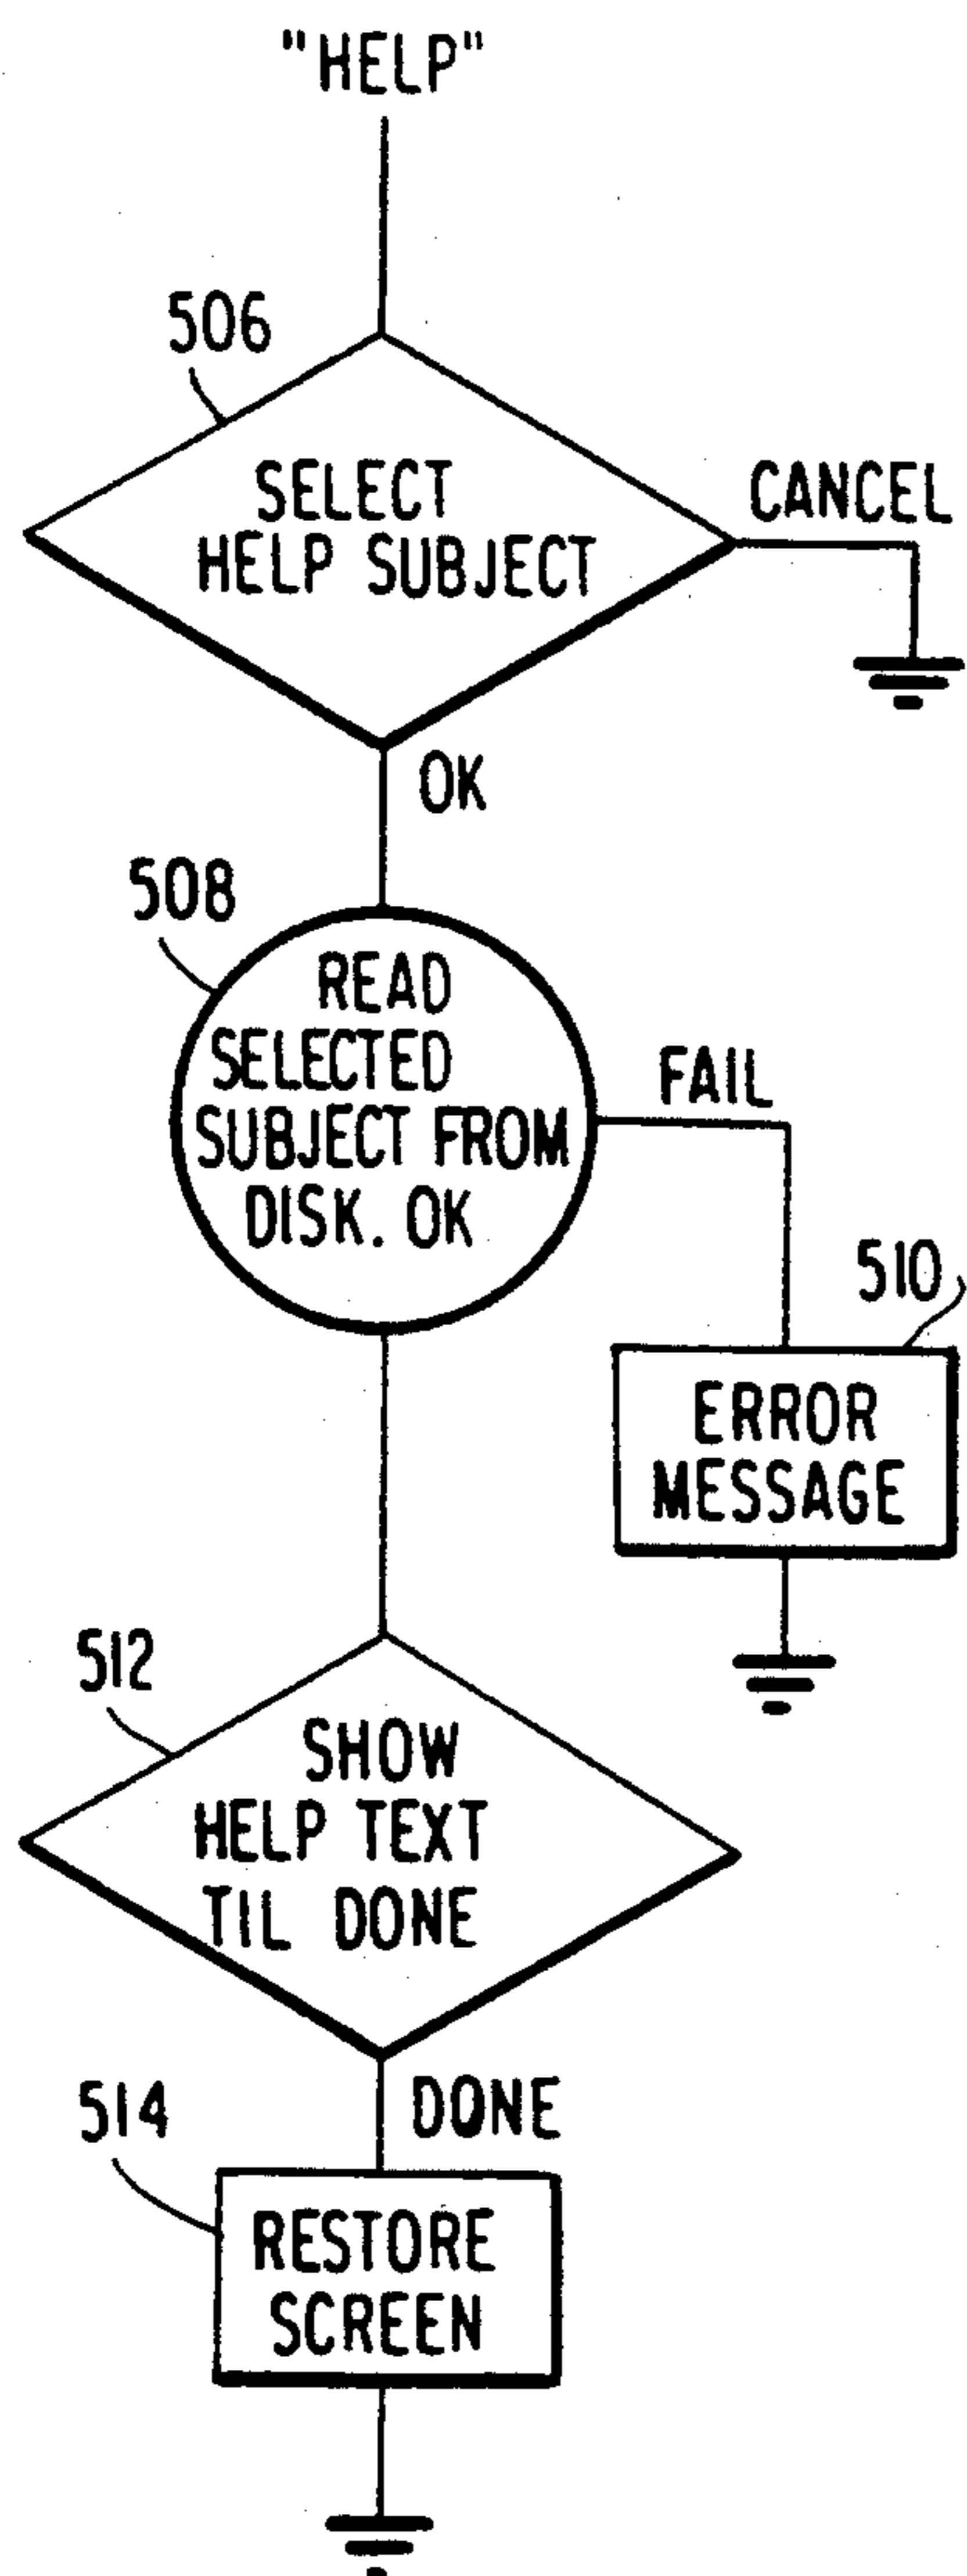 "HELP"
506
SELECT
HELP SUBJECT
CANCEL
OK
508
READ
SELECTED
SUBJECT FROM
DISK. OK
FAIL
510
ERROR
MESSAGE
512
SHOW
HELP TEXT
TIL DONE
DONE
514
RESTORE
SCREEN